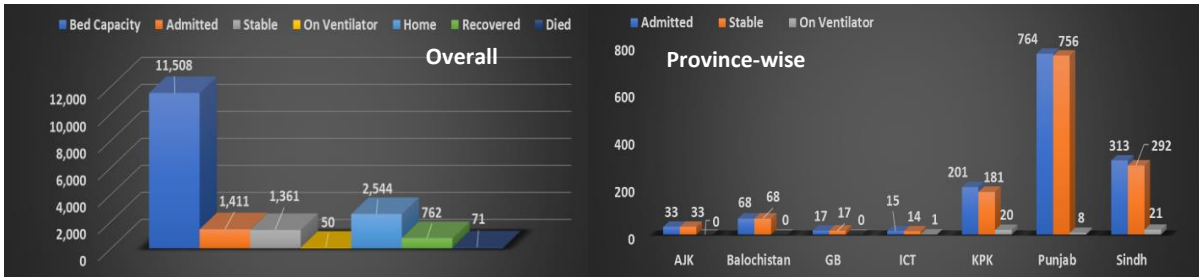 Bed Capacity Admitted Stable On Ventilator Home Recovered Died
Overall
11,508
12,000
10,000
8,000
6,000
4,000
2,000
0
1,411
1,361
50
2,544
762
71
Admitted Stable On Ventilator
Province-wise
800
600
400
200
0
33 33 0
68 68 0
17 17 0
15 14 1
201 181 20
764 756 8
313 292 21
AJK Balochistan GB ICT KPK Punjab Sindh